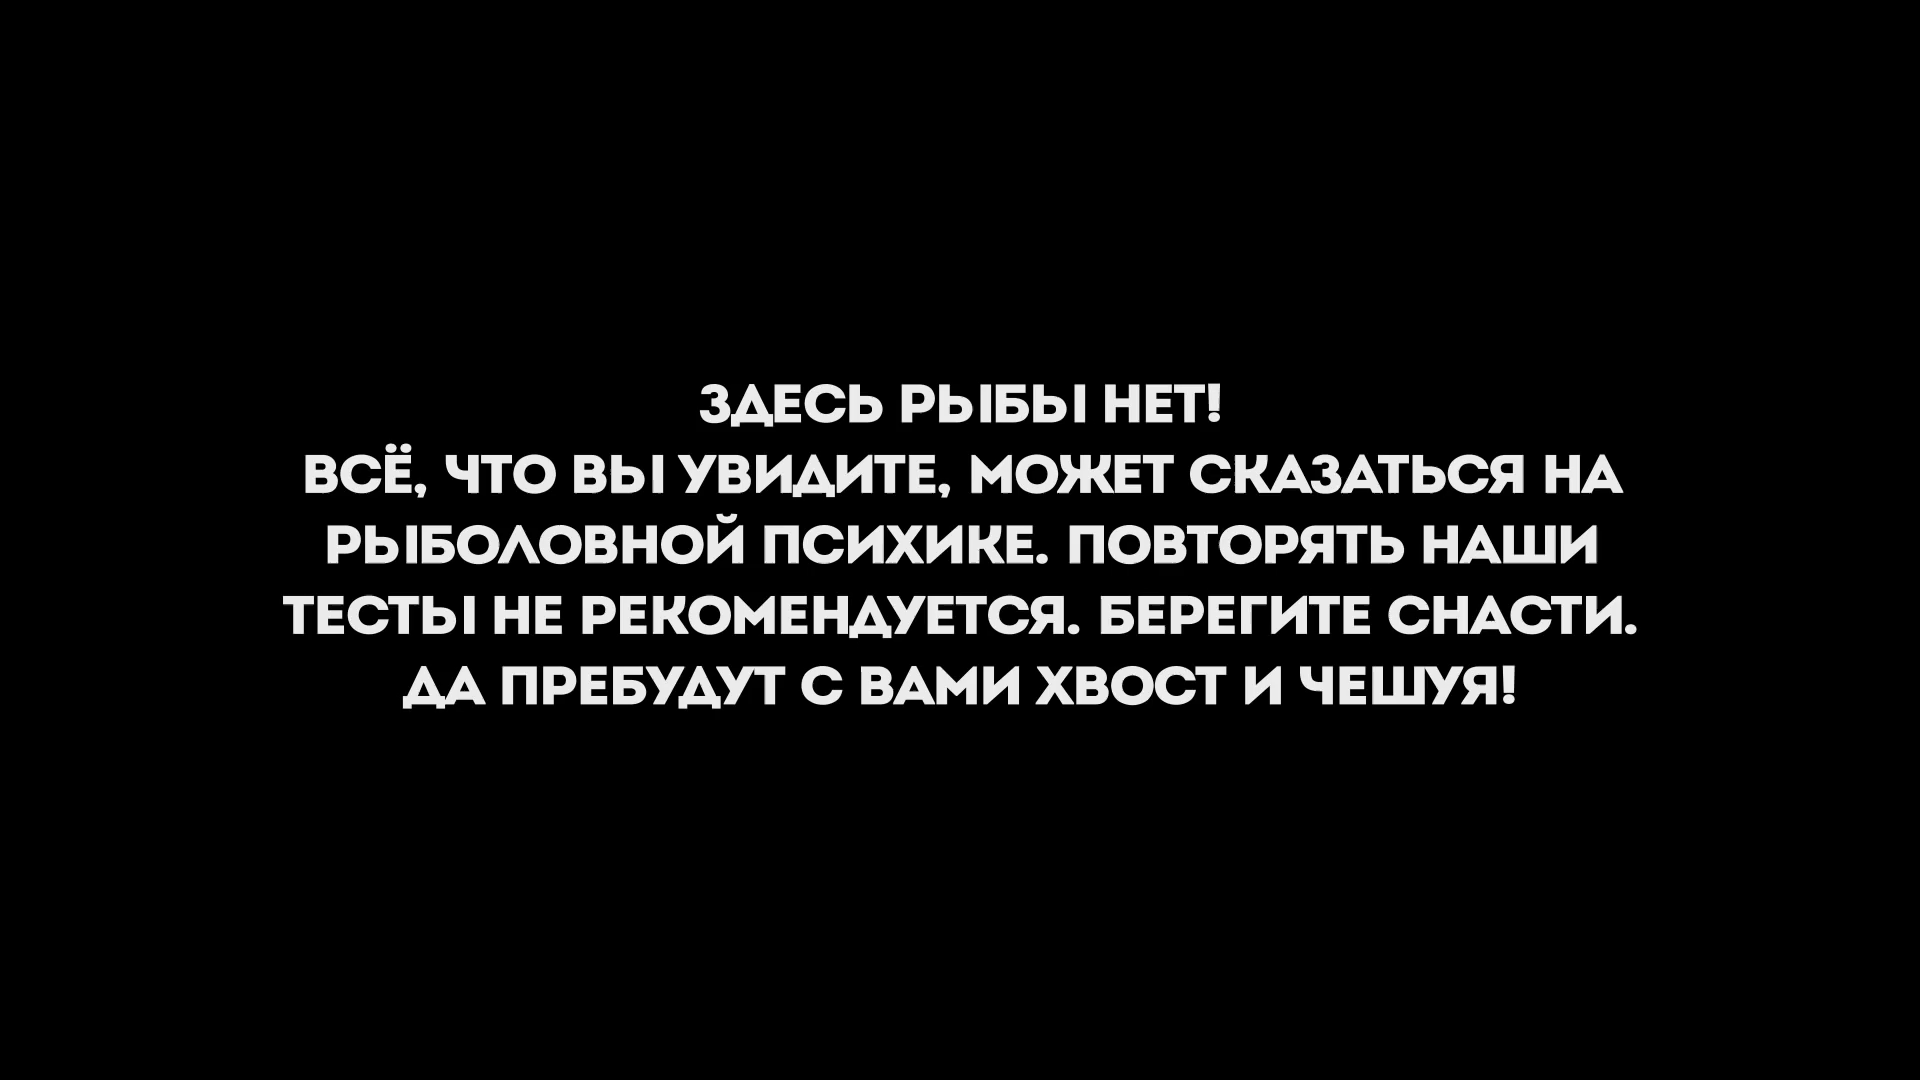 ЗДЕСЬ РЫБЫ НЕТ!
ВСЁ, ЧТО ВЫ УВИДИТЕ, МОЖЕТ СКАЗАТЬСЯ НА
РЫБОЛОВНОЙ ПСИХИКЕ. ПОВТОРЯТЬ НАШИ
ТЕСТЫ НЕ РЕКОМЕНДУЕТСЯ. БЕРЕГИТЕ СНАСТИ.
ДА ПРЕБУДУТ С ВАМИ ХВОСТ И ЧЕШУЯ!